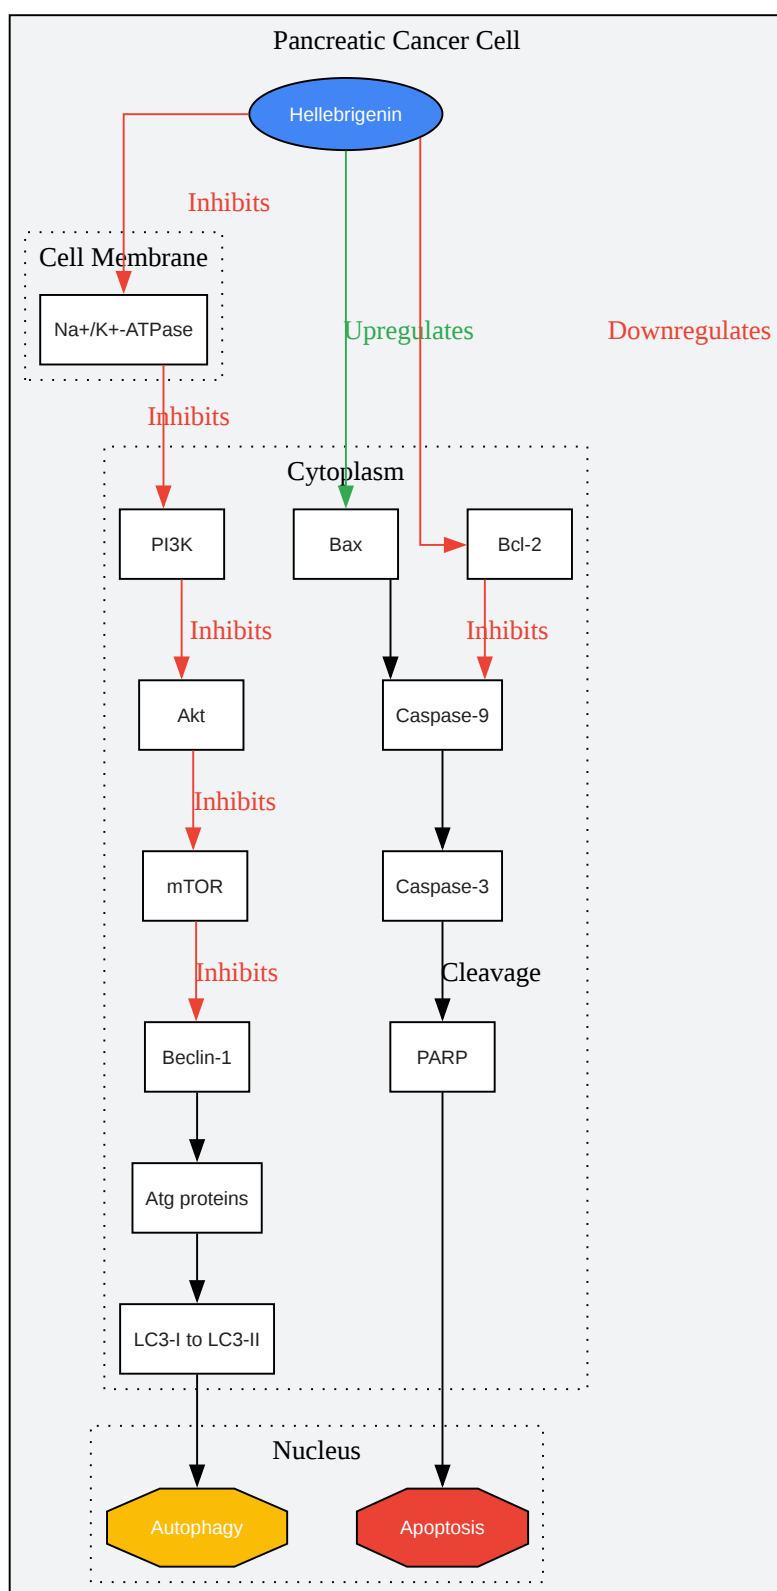 Pancreatic Cancer Cell
Hellebrigenin
Inhibits
Cell Membrane
Na+/K+-ATPase
Upregulates
Downregulates
Inhibits
Cytoplasm
PI3K
Bax
Bcl-2
Inhibits
Inhibits
Akt
Caspase-9
Inhibits
mTOR
Caspase-3
Inhibits
Cleavage
Beclin-1
PARP
Atg proteins
LC3-I to LC3-II
Nucleus
Autophagy
Apoptosis